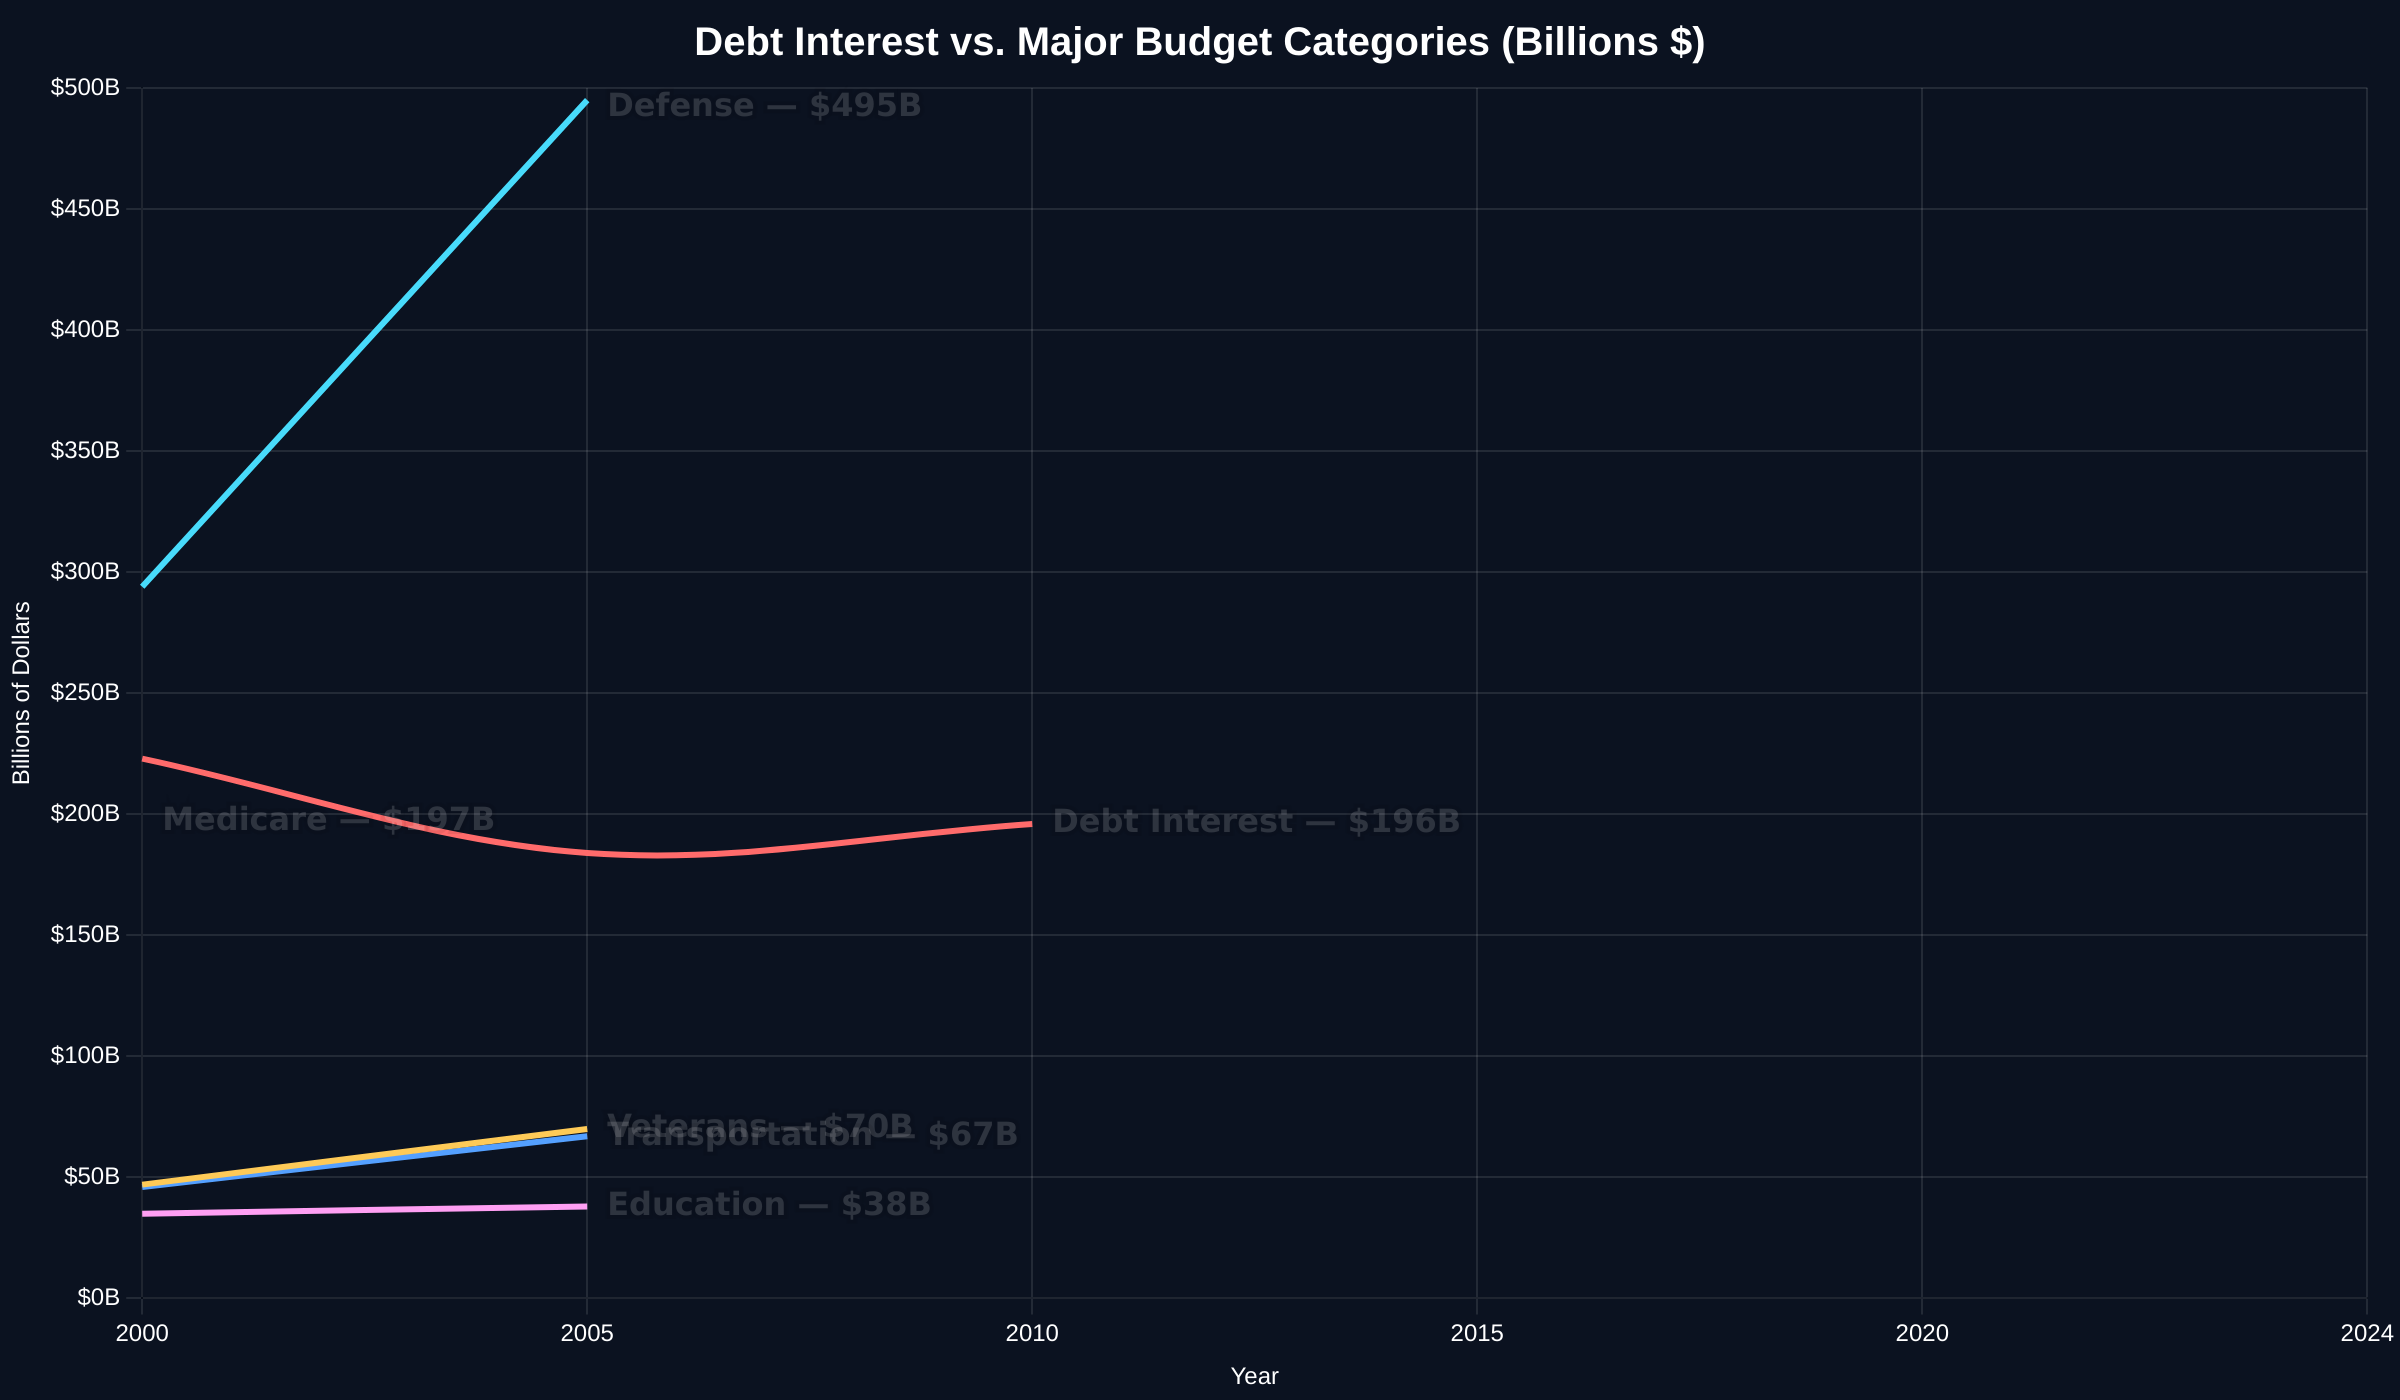 Debt Interest vs. Major Budget Categories (Billions $)
$500B
Defense — $495B
$450B
$400B
$350B
$300B
$250B
$200B
Medicare — $197B
Debt Interest — $196B
$150B
$100B
Veterans — $70B
Transportation — $67B
$50B
Education — $38B
$0B
Billions of Dollars
2000
2005
2010
2015
2020
2024
Year